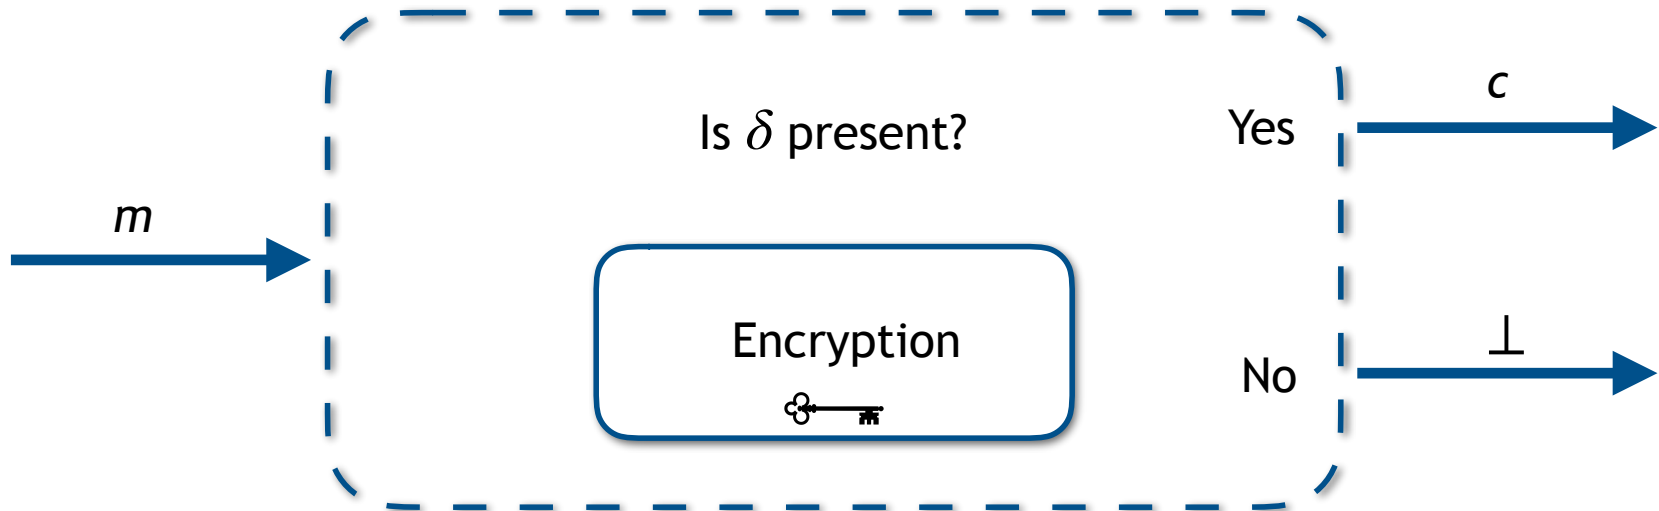 m
Is δ present?
Yes
c
Encryption
No
⊥